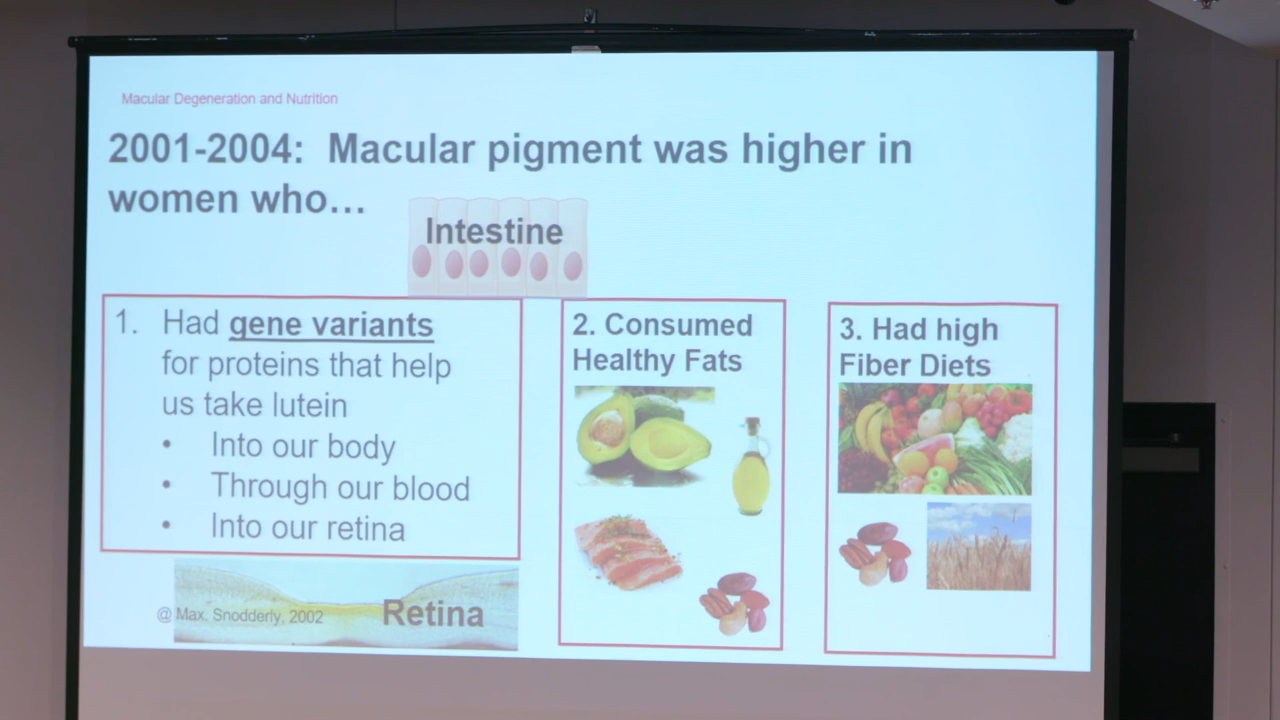 Macular Degeneration and Nutrition
2001-2004: Macular pigment was higher in
women who…
Intestine
1. Had gene variants
for proteins that help
us take lutein
• Into our body
• Through our blood
• Into our retina
@ Max, Snodderly, 2002
Retina
2. Consumed
Healthy Fats
3. Had high
Fiber Diets